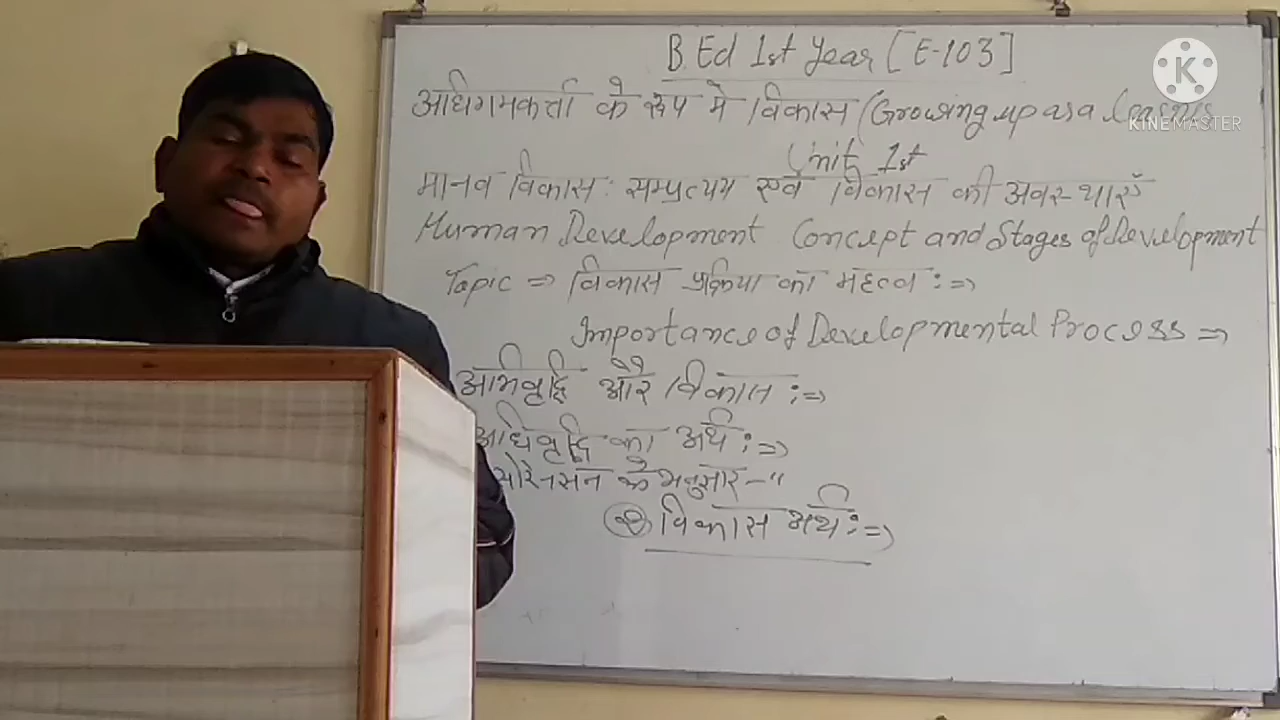 B Ed 1st Year [E-103]
अधिगमकर्त्ता के रूप मे विकास (Growing up as a
KINEMASTER
Unit 1st
मानव विकास : सम्प्रत्यय एवं विकास की अवस्थाएँ
Human Development Concept and Stages of Development
Topic => विकास प्रक्रिया का महत्व :=>
Importance of Developmental Process =>
अभिवृद्धि और विकास :=>
अधिवृद्धि का अर्थ :=>
सोरेनसन के अनुसार - "
विकास अर्थ :=>